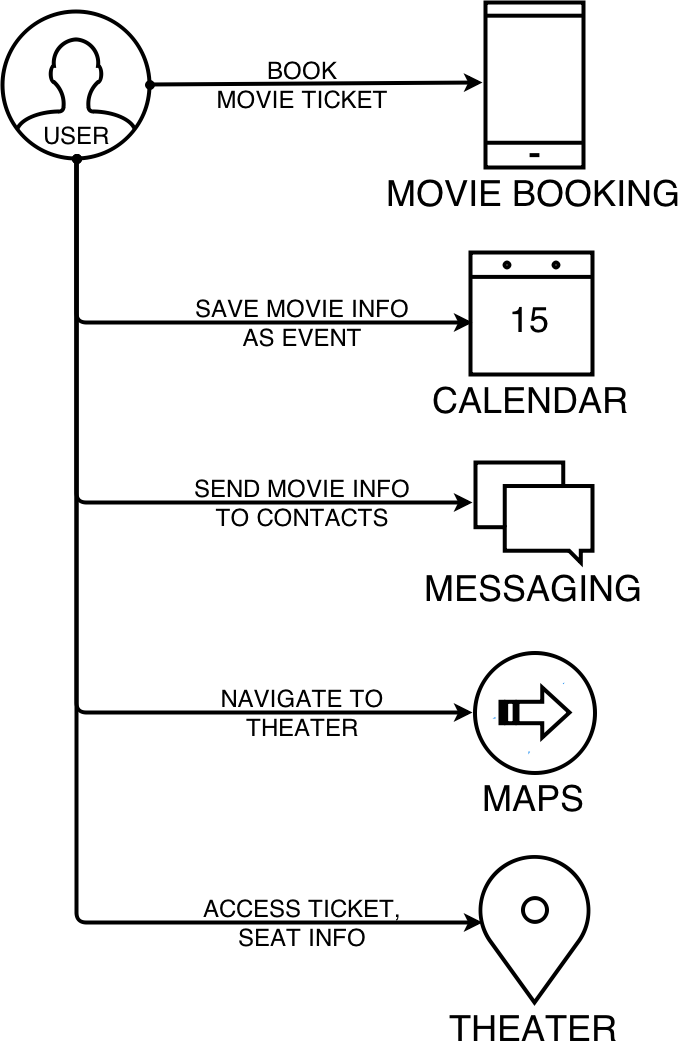 BOOK
MOVIE TICKET
USER
MOVIE BOOKING
SAVE MOVIE INFO
AS EVENT
15
CALENDAR
SEND MOVIE INFO
TO CONTACTS
MESSAGING
NAVIGATE TO
THEATER
MAPS
ACCESS TICKET,
SEAT INFO
THEATER